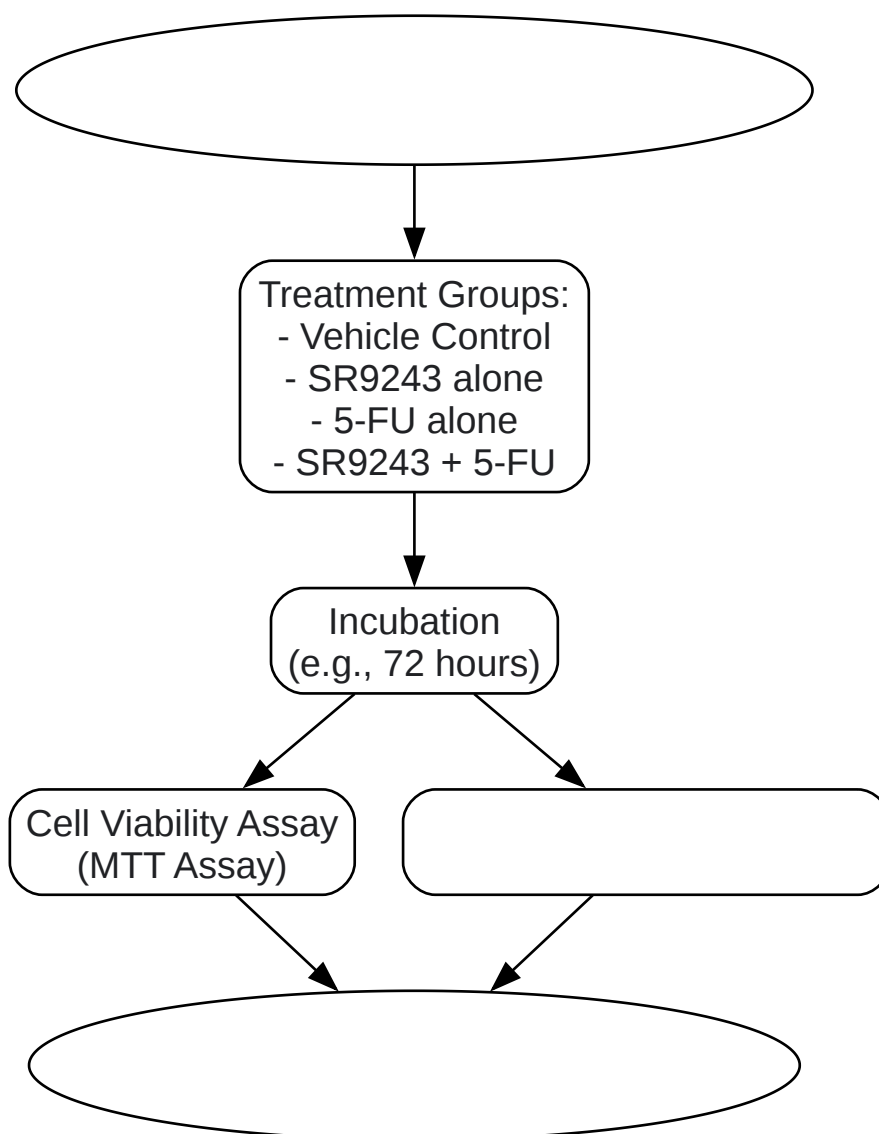 Treatment Groups:
- Vehicle Control
- SR9243 alone
- 5-FU alone
- SR9243 + 5-FU
Incubation
(e.g., 72 hours)
Cell Viability Assay
(MTT Assay)